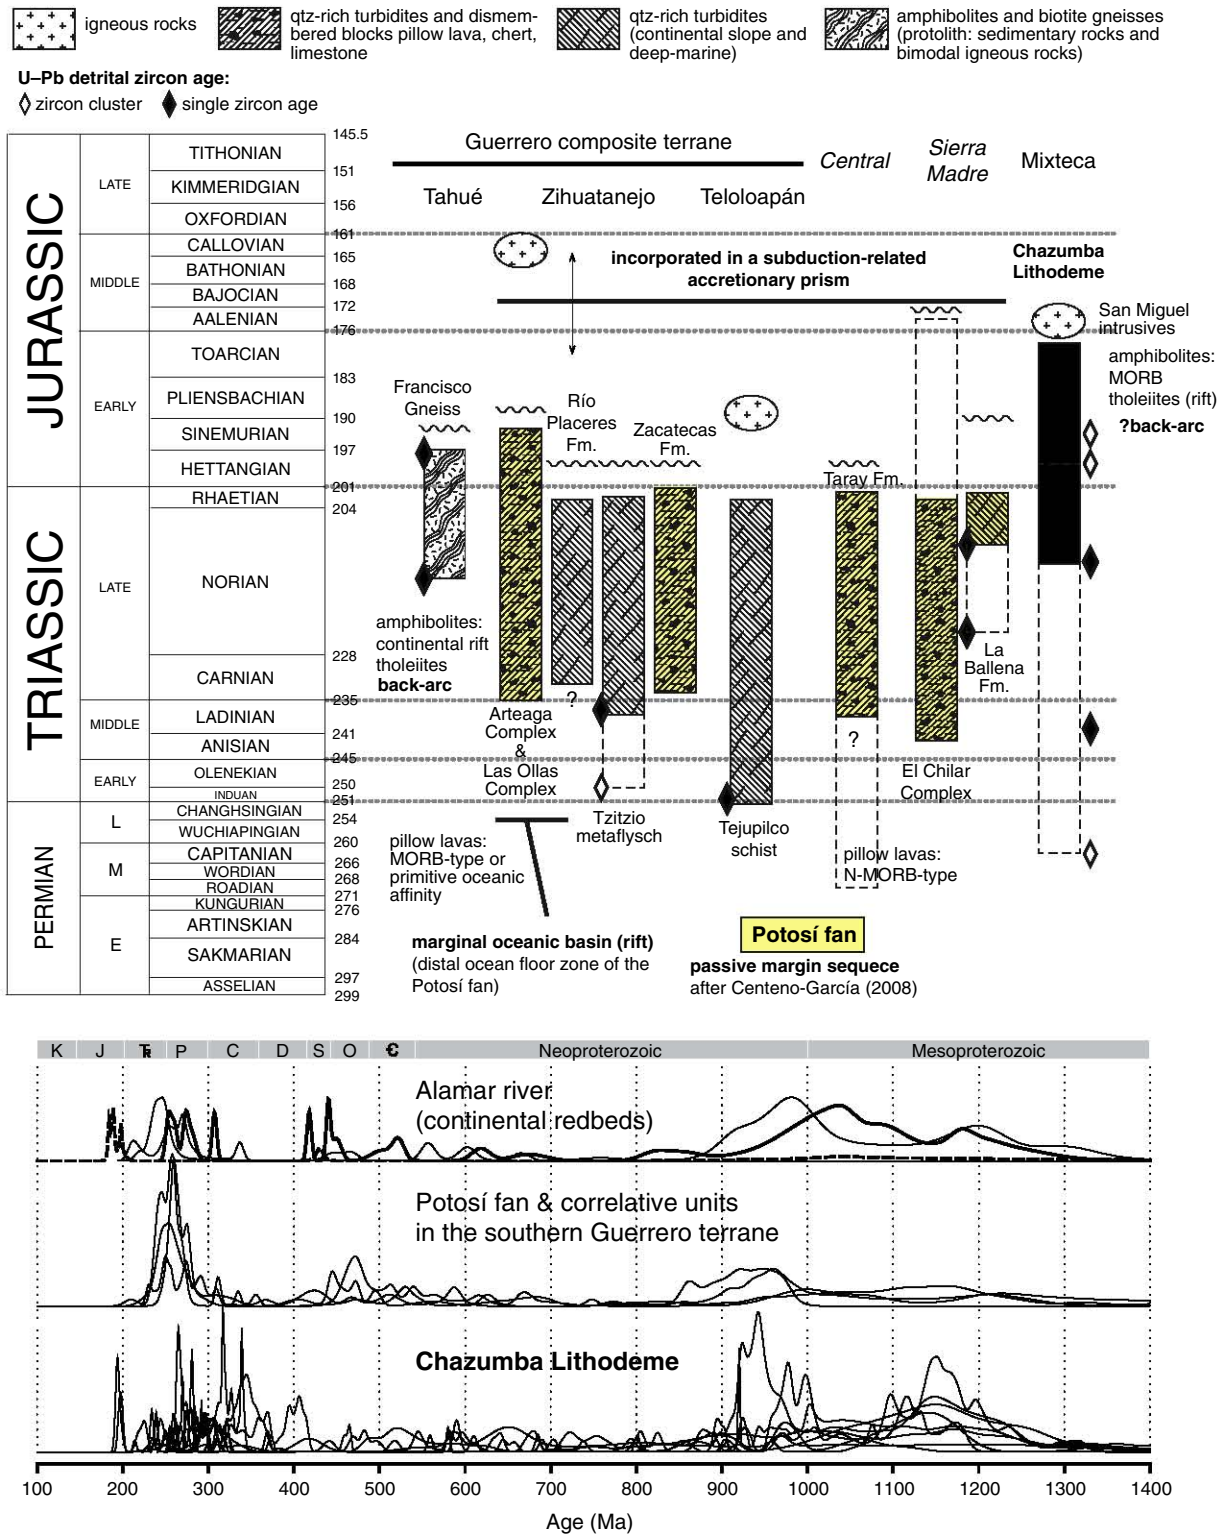 igneous rocks
qtz-rich turbidites and dismem-
bered blocks pillow lava, chert,
limestone
qtz-rich turbidites
(continental slope and
deep-marine)
amphibolites and biotite gneisses
(protolith: sedimentary rocks and
bimodal igneous rocks)
U–Pb detrital zircon age:
zircon cluster
single zircon age
JURASSIC
TRIASSIC
PERMIAN
LATE
MIDDLE
EARLY
LATE
MIDDLE
EARLY
L
M
E
TITHONIAN
KIMMERIDGIAN
OXFORDIAN
CALLOVIAN
BATHONIAN
BAJOCIAN
AALENIAN
TOARCIAN
PLIENSBACHIAN
SINEMURIAN
HETTANGIAN
RHAETIAN
NORIAN
CARNIAN
LADINIAN
ANISIAN
OLENEKIAN
INDUAN
CHANGHSINGIAN
WUCHIAPINGIAN
CAPITANIAN
WORDIAN
ROADIAN
KUNGURIAN
ARTINSKIAN
SAKMARIAN
ASSELIAN
145.5
151
156
161
165
168
172
176
183
190
197
201
204
228
235
241
245
250
251
254
260
266
268
271
276
284
297
299
Guerrero composite terrane
Tahué
Zihuatanejo
Teloloapán
Central
Sierra
Madre
Mixteca
incorporated in a subduction-related
accretionary prism
Chazumba
Lithodeme
San Miguel
intrusives
amphibolites:
MORB
tholeiites (rift)
?back-arc
Francisco
Gneiss
Río
Placeres
Fm.
Zacatecas
Fm.
Taray Fm.
amphibolites:
continental rift
tholeiites
back-arc
?
Arteaga
Complex
&
Las Ollas
Complex
Tzitzio
metaflysch
Tejupilco
schist
?
El Chilar
Complex
La
Ballena
Fm.
pillow lavas:
MORB-type or
primitive oceanic
affinity
pillow lavas:
N-MORB-type
marginal oceanic basin (rift)
(distal ocean floor zone of the
Potosí fan)
Potosí fan
passive margin sequece
after Centeno-García (2008)
K J TR P C D S O Є Neoproterozoic Mesoproterozoic
Alamar river
(continental redbeds)
Potosí fan & correlative units
in the southern Guerrero terrane
Chazumba Lithodeme
100 200 300 400 500 600 700 800 900 1000 1100 1200 1300 1400
Age (Ma)